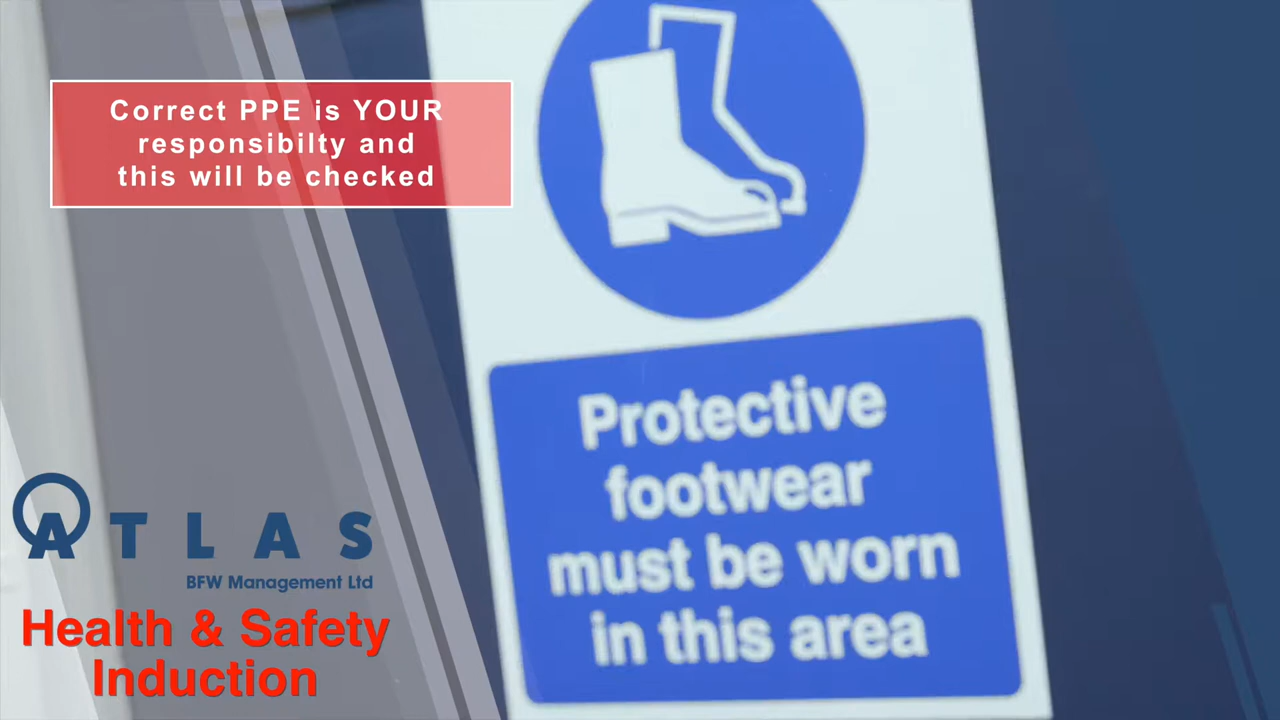 Correct PPE is YOUR
responsibilty and
this will be checked
Protective
footwear
must be worn
in this area
ATLAS
BFW Management Ltd
Health & Safety
Induction